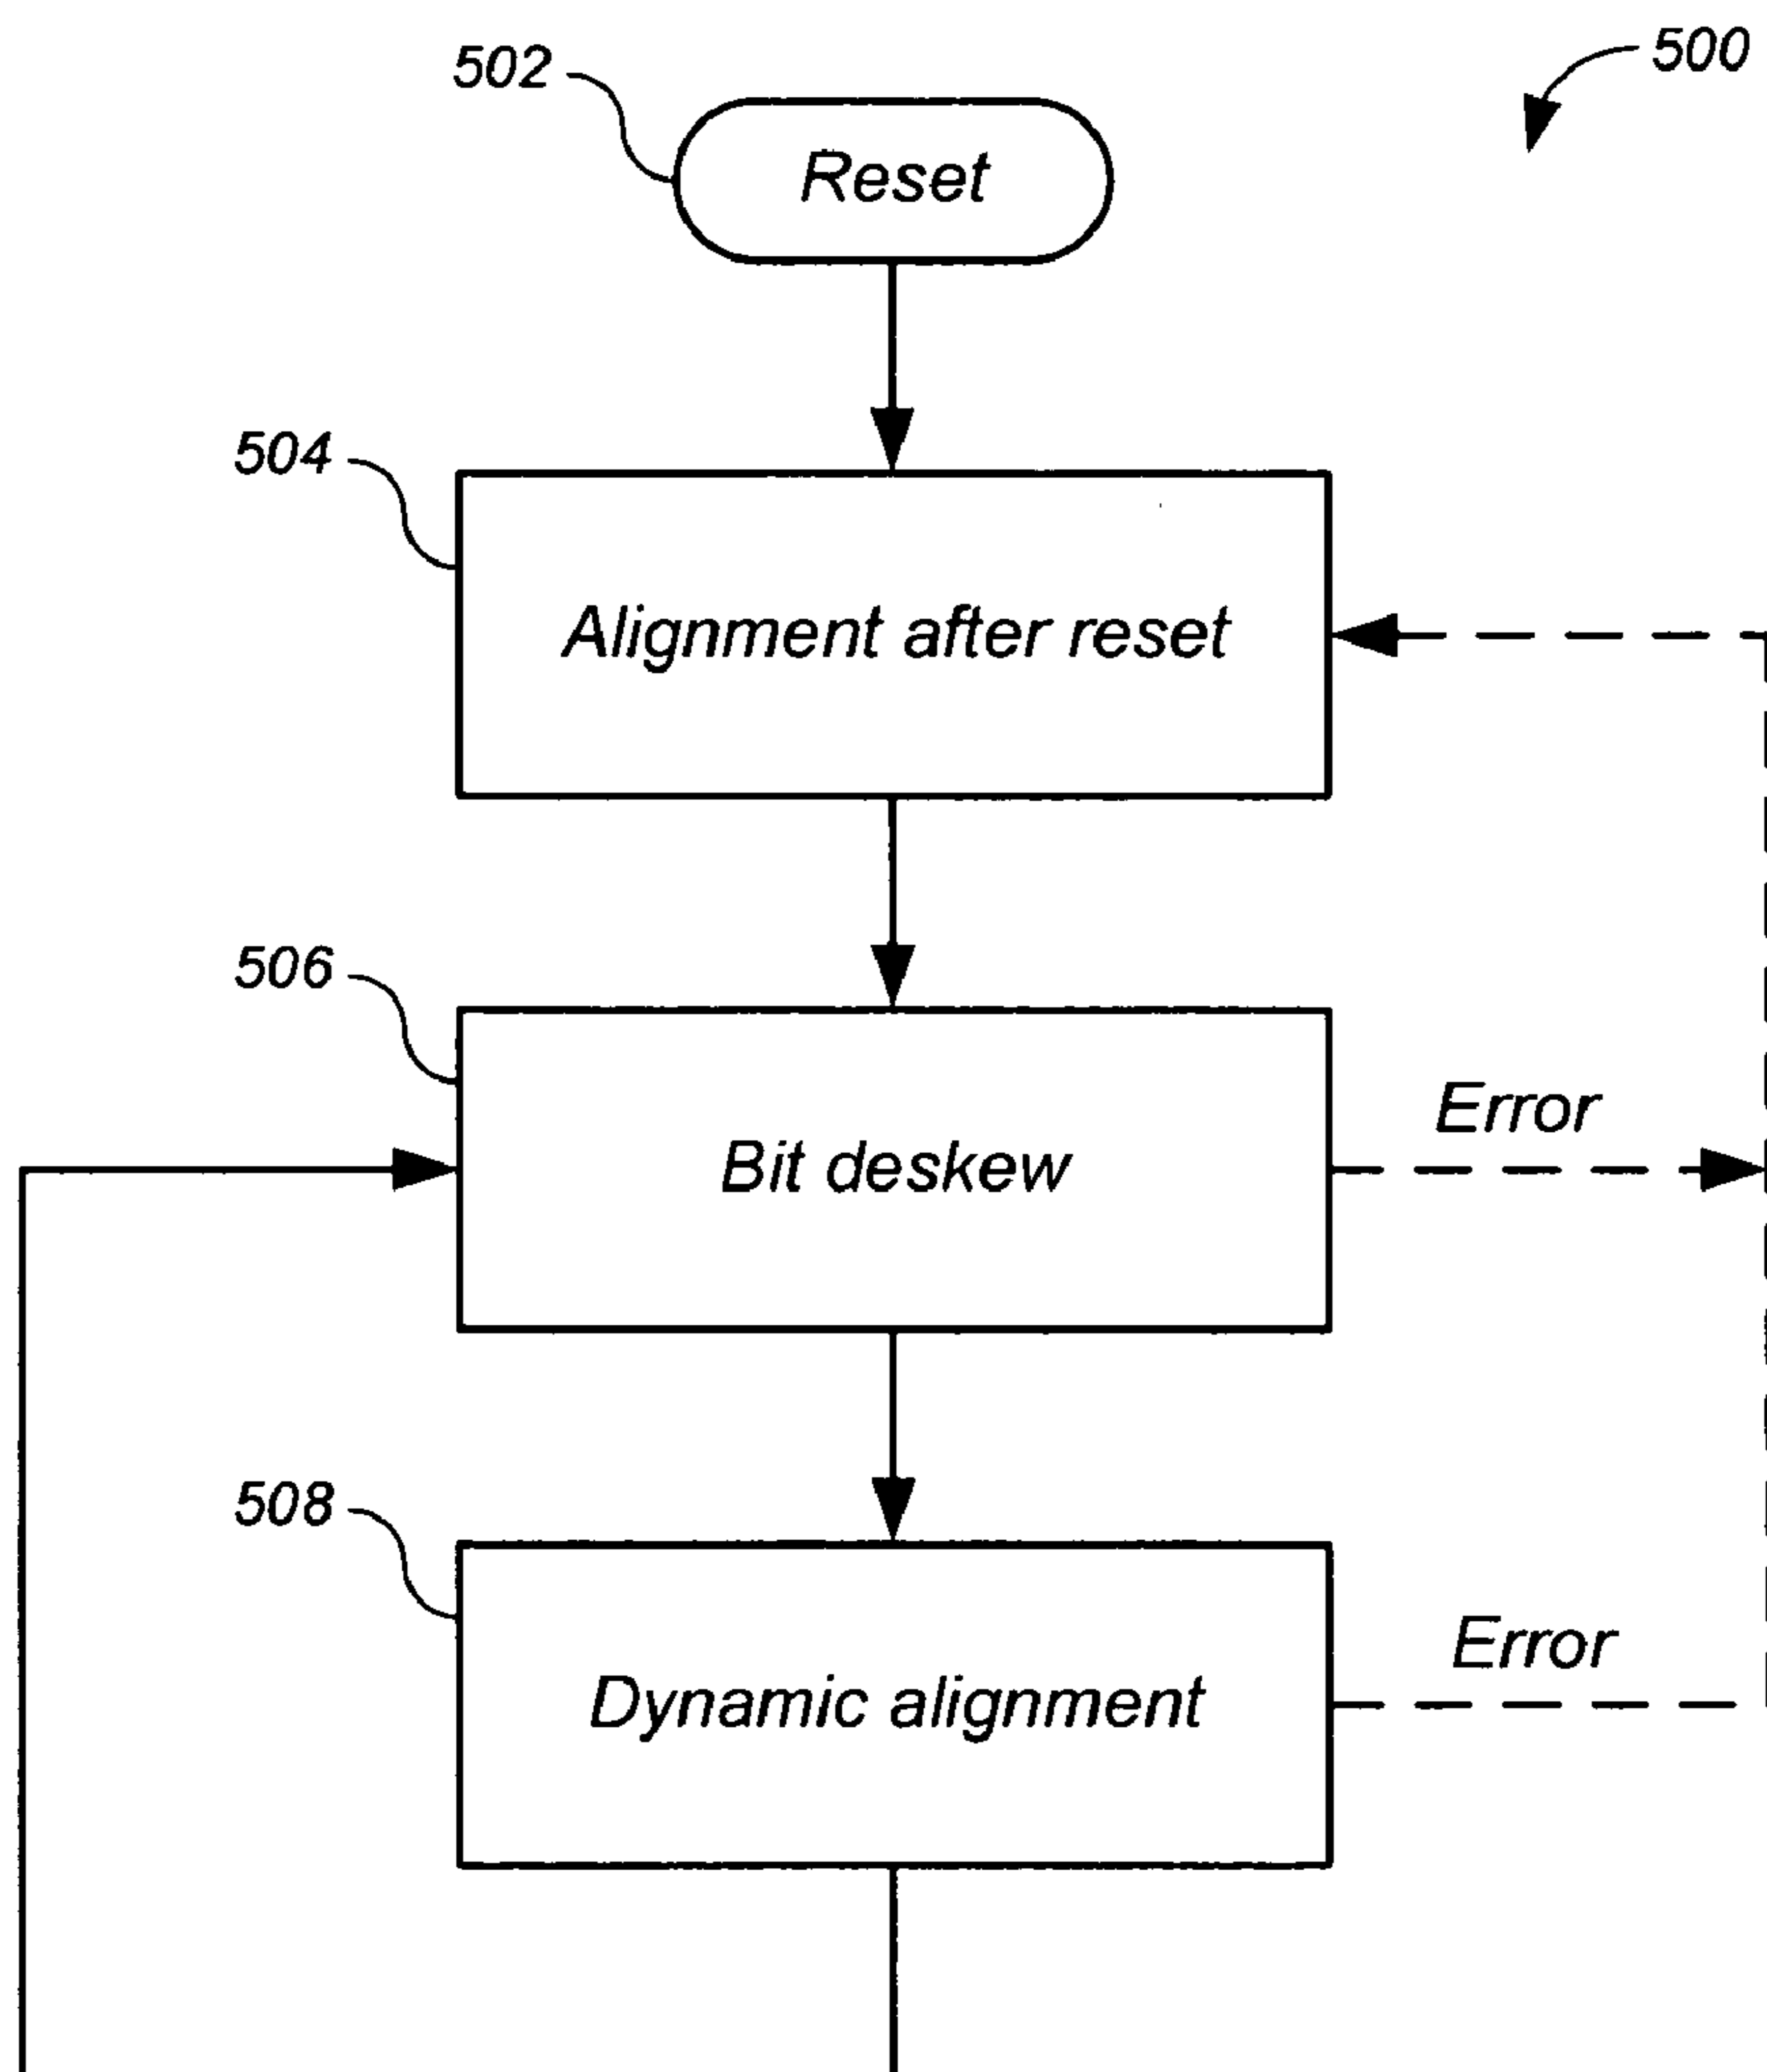 502
500
Reset
504
Alignment after reset
506
Error
Bit deskew
508
Error
Dynamic alignment